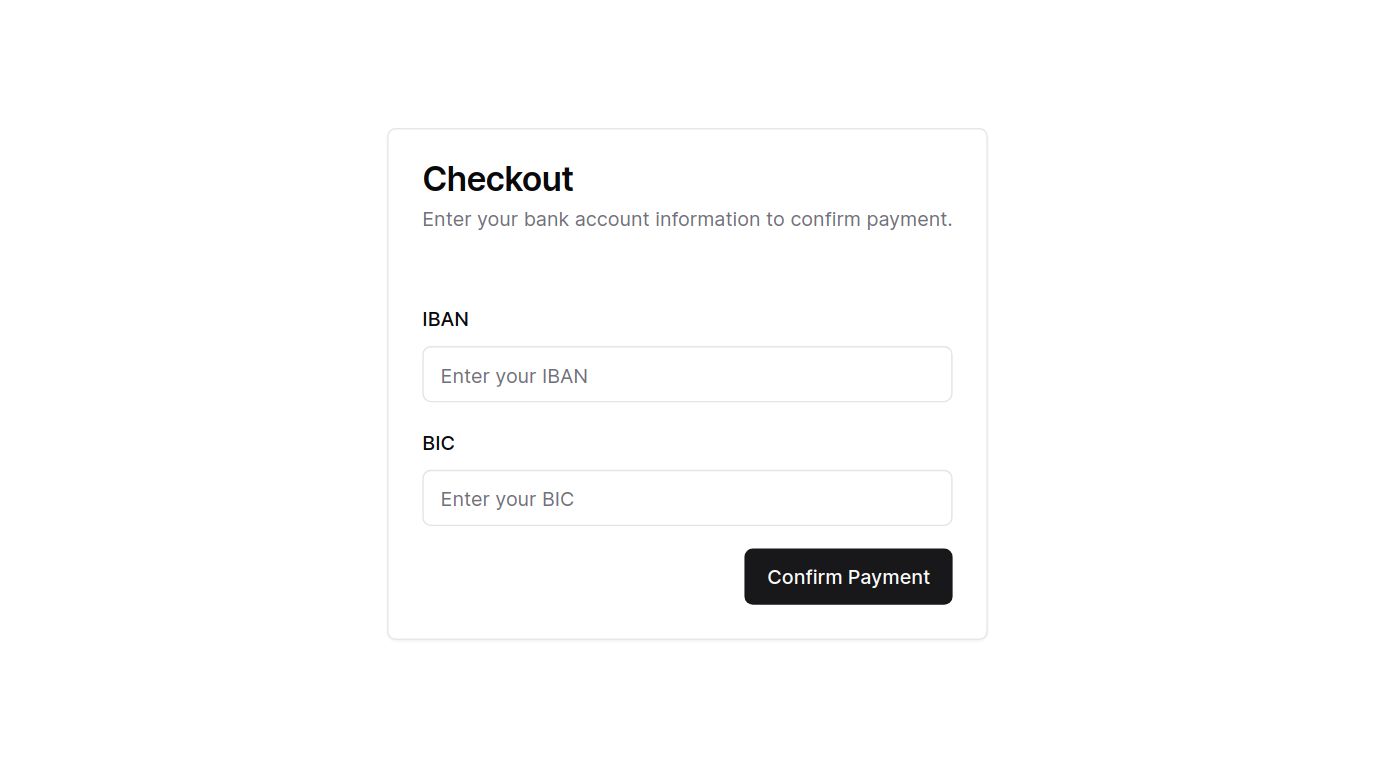 Checkout
Enter your bank account information to confirm payment.
IBAN
Enter your IBAN
BIC
Enter your BIC
Confirm Payment